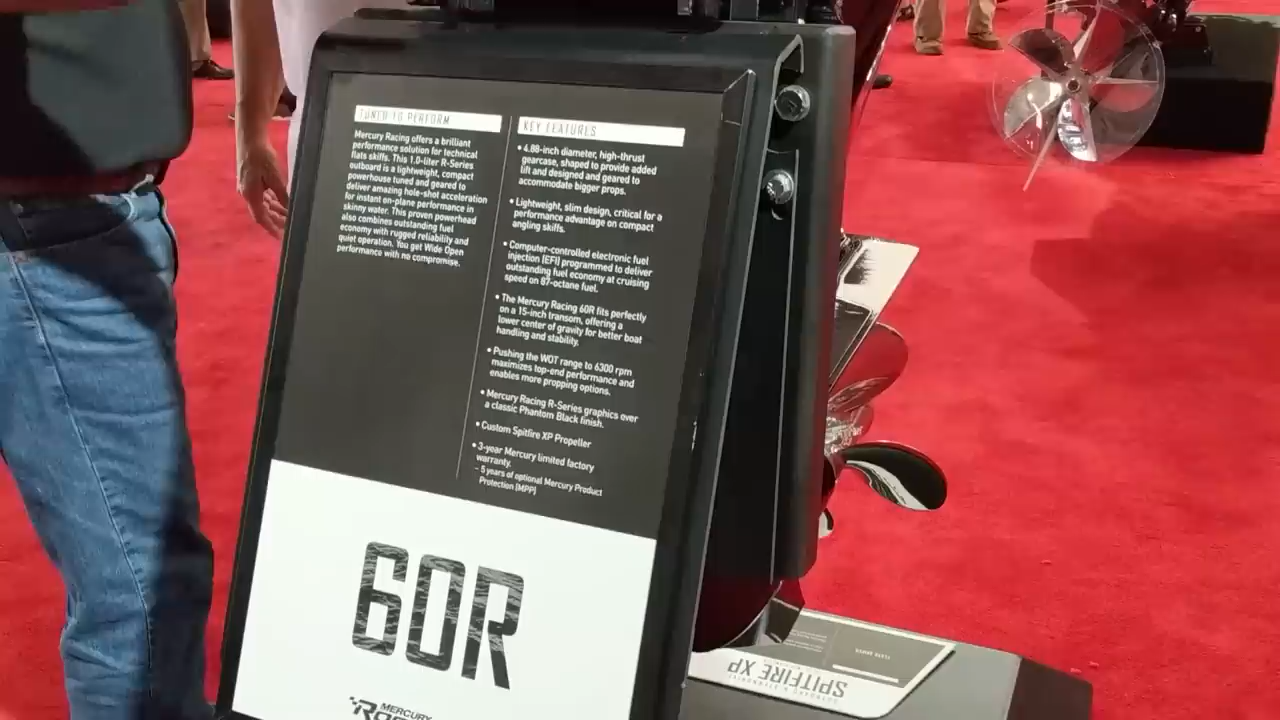 TUNED TO PERFORM
Mercury Racing offers a brilliant
performance solution for technical
flats skiffs. This 1.0-liter R-Series
outboard is a lightweight, compact
powerhouse tuned and geared to
deliver amazing hole-shot acceleration
for instant on-plane performance in
skinny water. This proven powerhead
also combines outstanding fuel
economy with rugged reliability and
quiet operation. You get Wide Open
performance with no compromise.
KEY FEATURES
• 4.88-inch diameter, high-thrust
gearcase, shaped to provide added
lift and designed and geared to
accommodate bigger props.
• Lightweight, slim design, critical for a
performance advantage on compact
angling skiffs.
• Computer-controlled electronic fuel
injection (EFI) programmed to deliver
outstanding fuel economy at cruising
speed on 87-octane fuel.
• The Mercury Racing 60R fits perfectly
on a 15-inch transom, offering a
lower center of gravity for better boat
handling and stability.
• Pushing the WOT range to 6300 rpm
maximizes top-end performance and
enables more propping options.
• Mercury Racing R-Series graphics over
a classic Phantom Black finish.
• Custom Spitfire XP Propeller
• 3-year Mercury limited factory
warranty.
– 5 years of optional Mercury Product
Protection (MPP)
60R
MERCURY
SPITFIRE XP